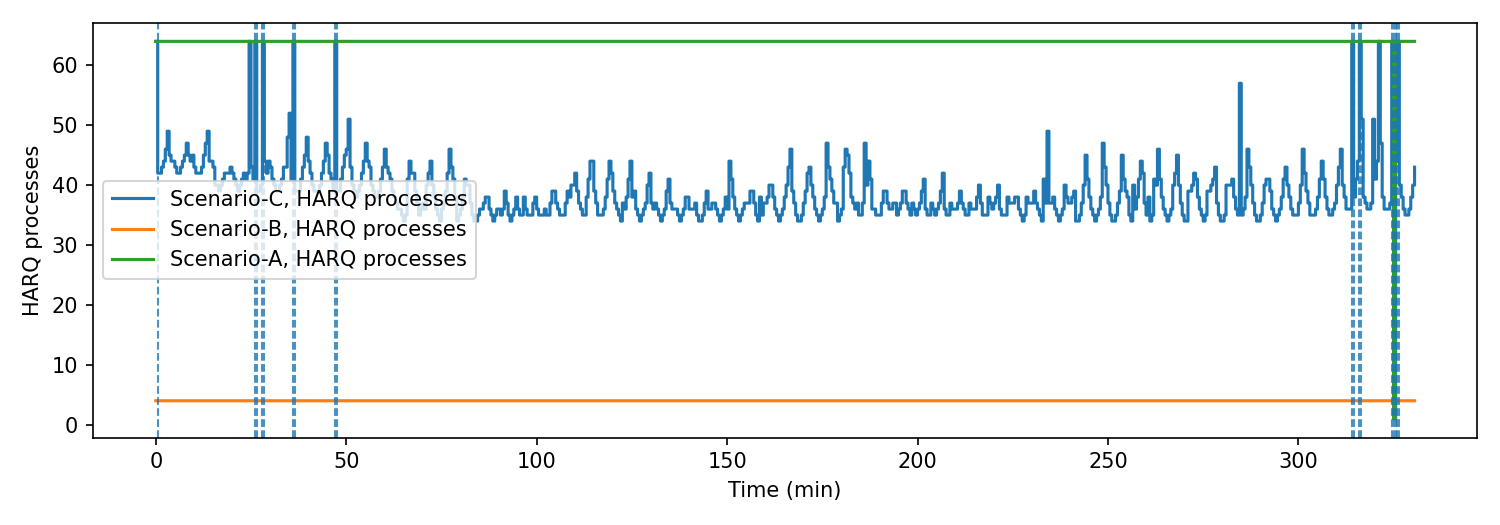 HARQ processes
60
50
40
30
20
10
0
Scenario-C, HARQ processes
Scenario-B, HARQ processes
Scenario-A, HARQ processes
0 50 100 150 200 250 300
Time (min)